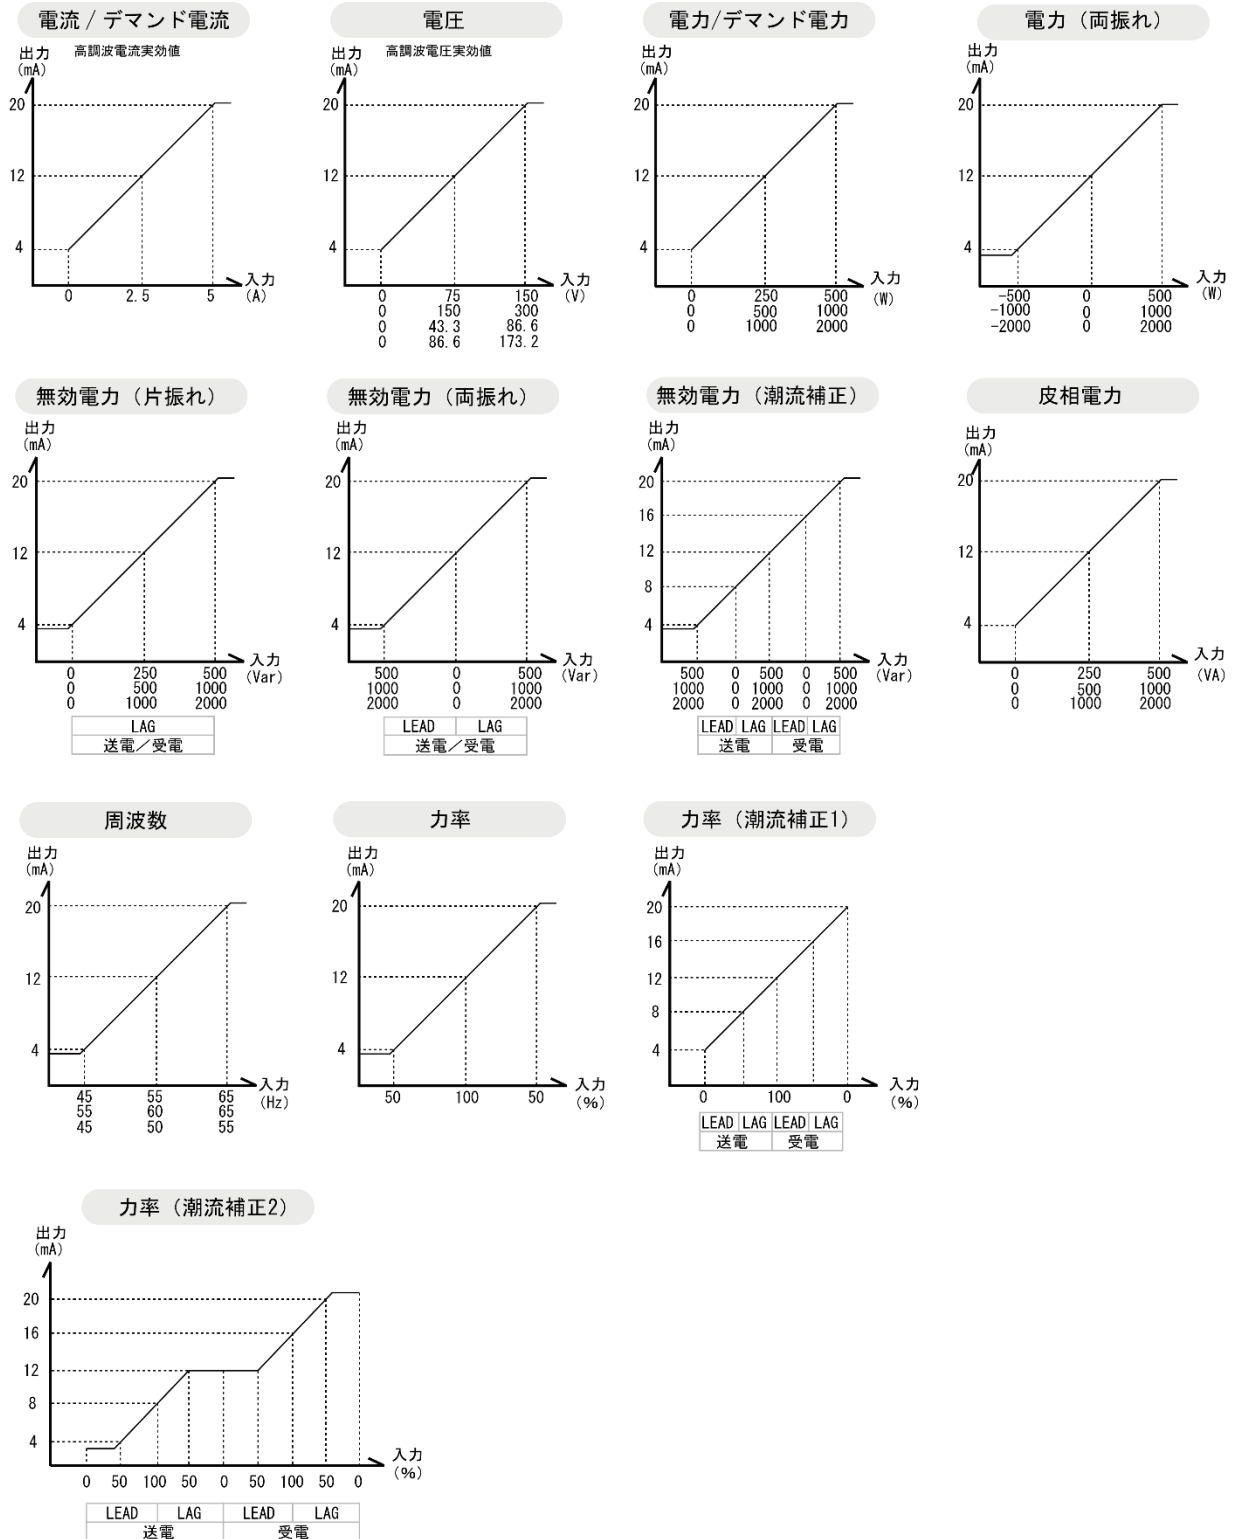 電流 / デマンド電流
高調波電流実効値
出力
(mA)
20
12
4
0 2.5 5
入力
(A)
電圧
高調波電圧実効値
出力
(mA)
20
12
4
0 75 150
0 150 300
0 43.3 86.6
0 86.6 173.2
入力
(V)
電力/デマンド電力
出力
(mA)
20
12
4
0 250 500
0 500 1000
0 1000 2000
入力
(W)
電力（両振れ）
出力
(mA)
20
12
4
-500 0 500
-1000 0 1000
-2000 0 2000
入力
(W)
無効電力（片振れ）
出力
(mA)
20
12
4
0 250 500
0 500 1000
0 1000 2000
入力
(Var)
LAG
送電／受電
無効電力（両振れ）
出力
(mA)
20
12
4
500 0 500
1000 0 1000
2000 0 2000
入力
(Var)
LEAD LAG
送電／受電
無効電力（潮流補正）
出力
(mA)
20
16
12
8
4
500 0 500 0 500
1000 0 1000 0 1000
2000 0 2000 0 2000
入力
(Var)
LEAD LAG LEAD LAG
送電 受電
皮相電力
出力
(mA)
20
12
4
0 250 500
0 500 1000
0 1000 2000
入力
(VA)
周波数
出力
(mA)
20
12
4
45 55 65
55 60 65
45 50 55
入力
(Hz)
力率
出力
(mA)
20
12
4
50 100 50
入力
(%)
力率（潮流補正1）
出力
(mA)
20
16
12
8
4
0 100 0
入力
(%)
LEAD LAG LEAD LAG
送電 受電
力率（潮流補正2）
出力
(mA)
20
16
12
8
4
0 50 100 50 0 50 100 50 0
入力
(%)
LEAD LAG LEAD LAG
送電 受電